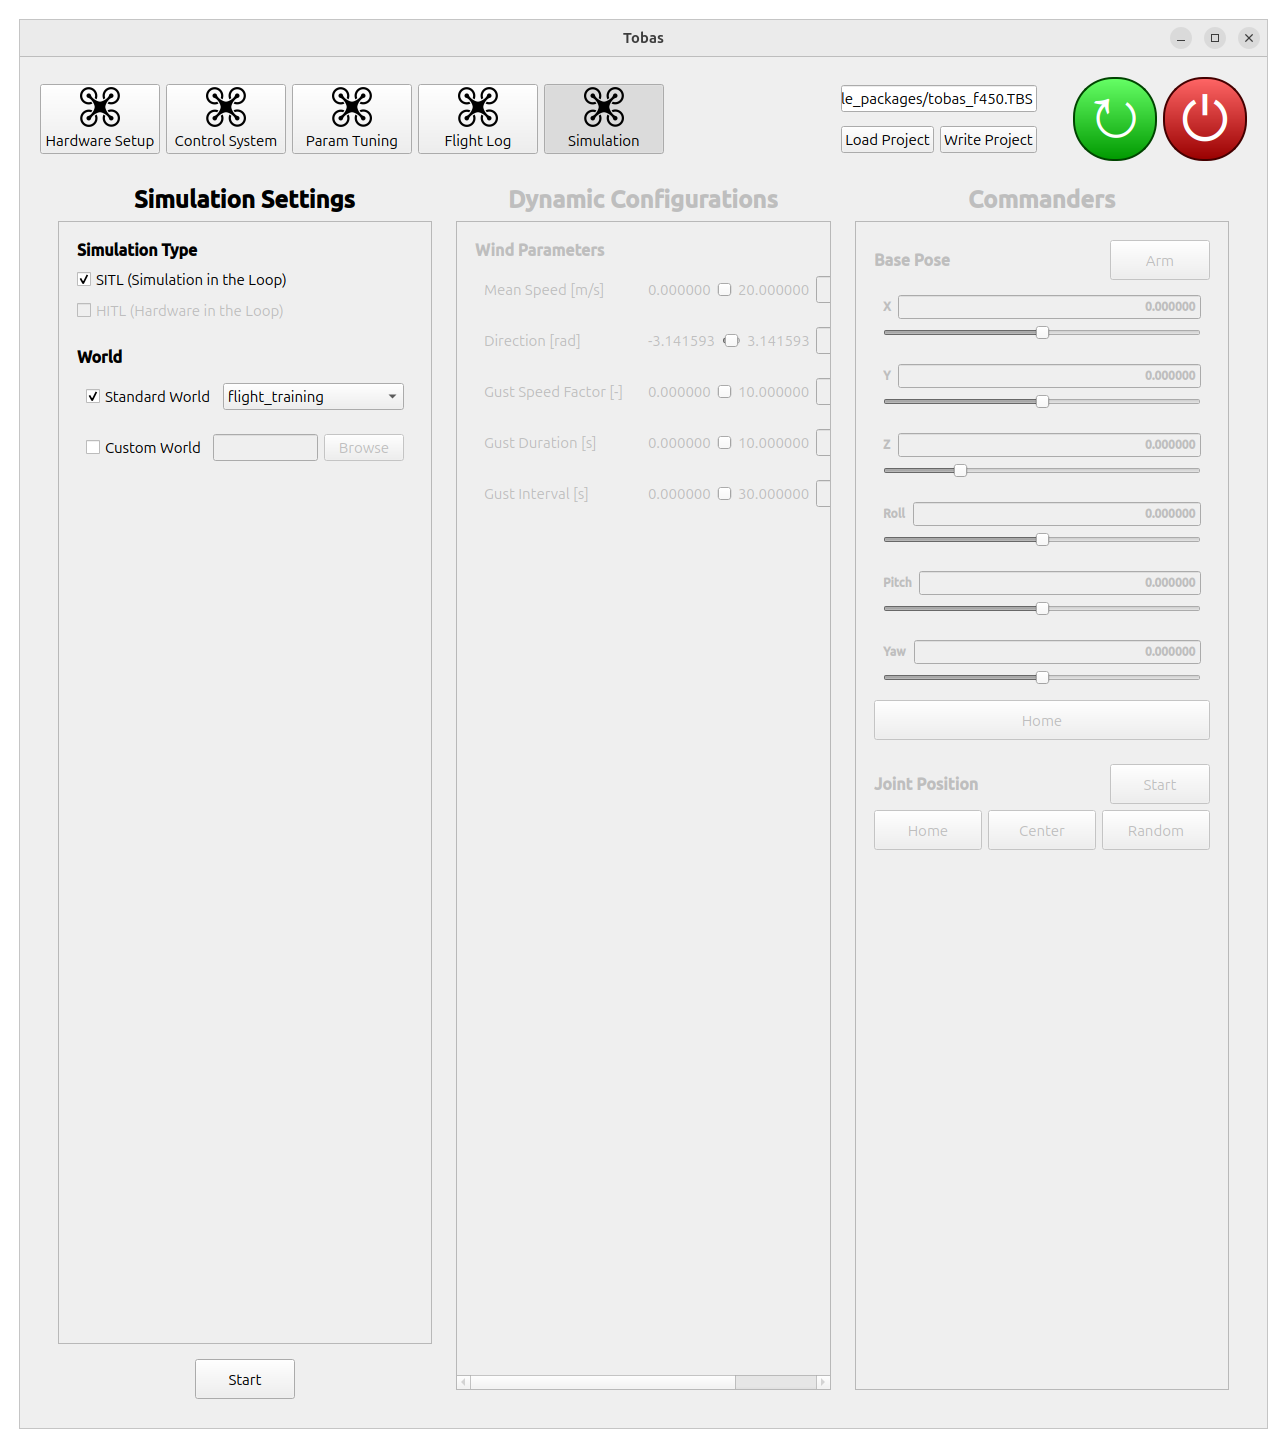 Tobas
Hardware Setup
Control System
Param Tuning
Flight Log
Simulation
le_packages/tobas_f450.TBS
Load Project
Write Project
Simulation Settings
Simulation Type
SITL (Simulation in the Loop)
HITL (Hardware in the Loop)
World
Standard World flight_training
Custom World Browse
Start
Dynamic Configurations
Wind Parameters
Mean Speed [m/s] 0.000000 20.000000
Direction [rad] -3.141593 3.141593
Gust Speed Factor [-] 0.000000 10.000000
Gust Duration [s] 0.000000 10.000000
Gust Interval [s] 0.000000 30.000000
Commanders
Base Pose Arm
X 0.000000
Y 0.000000
Z 0.000000
Roll 0.000000
Pitch 0.000000
Yaw 0.000000
Home
Joint Position Start
Home Center Random